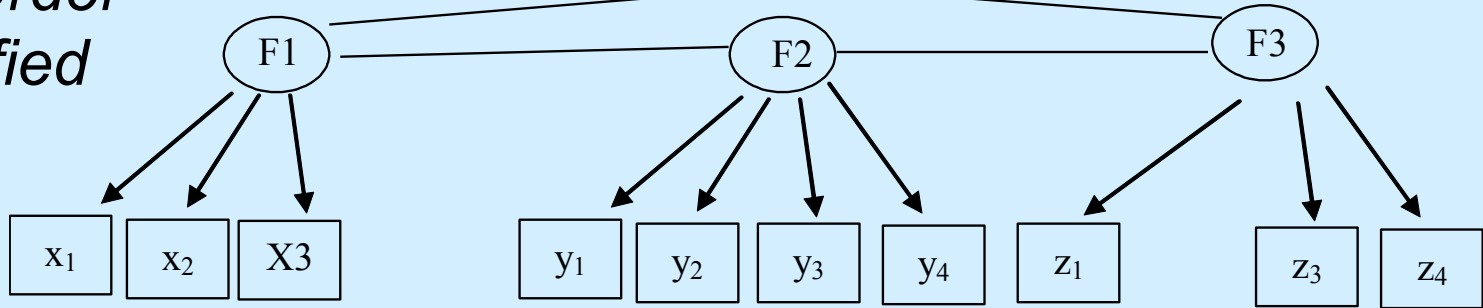 fied
F1 F2 F3
x₁ x₂ X3 y₁ y₂ y₃ y₄ z₁ z₃ z₄